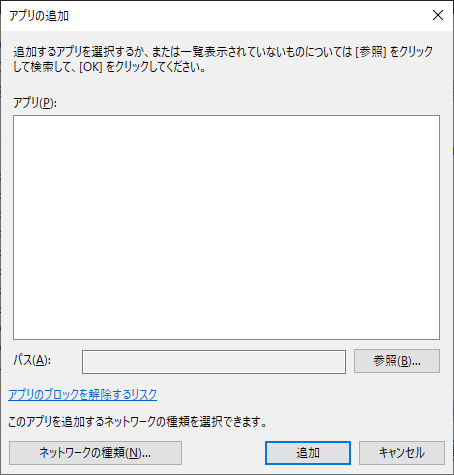 アプリの追加
追加するアプリを選択するか、または一覧表示されていないものについては [参照] をクリック
して検索して、[OK] をクリックしてください。
アプリ(P):
パス(A):
参照(B)...
アプリのブロックを解除するリスク
このアプリを追加するネットワークの種類を選択できます。
ネットワークの種類(N)...
追加
キャンセル